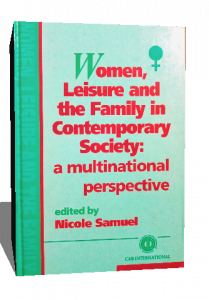 Women,
Leisure and
the Family in
Contemporary
Society:
a multinational
perspective
edited by
Nicole Samuel
CAB INTERNATIONAL